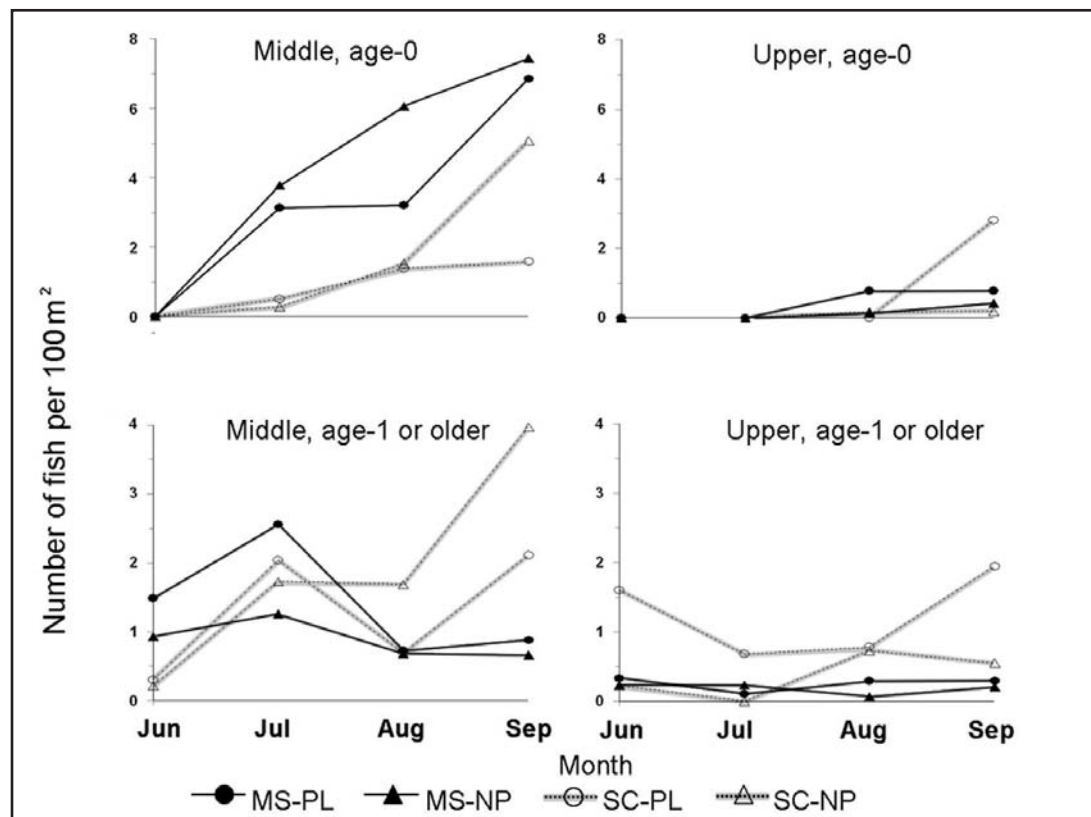 Number of fish per 100 m²
Middle, age-0
8
6
4
2
0
Upper, age-0
8
6
4
2
0
Middle, age-1 or older
4
3
2
1
0
Jun Jul Aug Sep
Upper, age-1 or older
4
3
2
1
0
Jun Jul Aug Sep
Month
MS-PL MS-NP SC-PL SC-NP